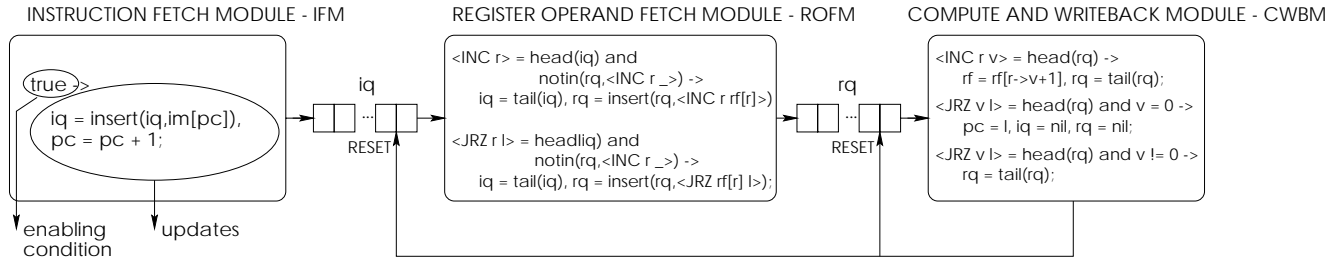 INSTRUCTION FETCH MODULE - IFM
true ->
iq = insert(iq,im[pc]),
pc = pc + 1;
enabling
condition
updates
iq
...
RESET
REGISTER OPERAND FETCH MODULE - ROFM
<INC r> = head(iq) and
notin(rq,<INC r _>) ->
iq = tail(iq), rq = insert(rq,<INC r rf[r]>)
<JRZ r l> = head|iq) and
notin(rq,<INC r _>) ->
iq = tail(iq), rq = insert(rq,<JRZ rf[r] l>);
rq
...
RESET
COMPUTE AND WRITEBACK MODULE - CWBM
<INC r v> = head(rq) ->
rf = rf[r->v+1], rq = tail(rq);
<JRZ v l> = head(rq) and v = 0 ->
pc = l, iq = nil, rq = nil;
<JRZ v l> = head(rq) and v != 0 ->
rq = tail(rq);